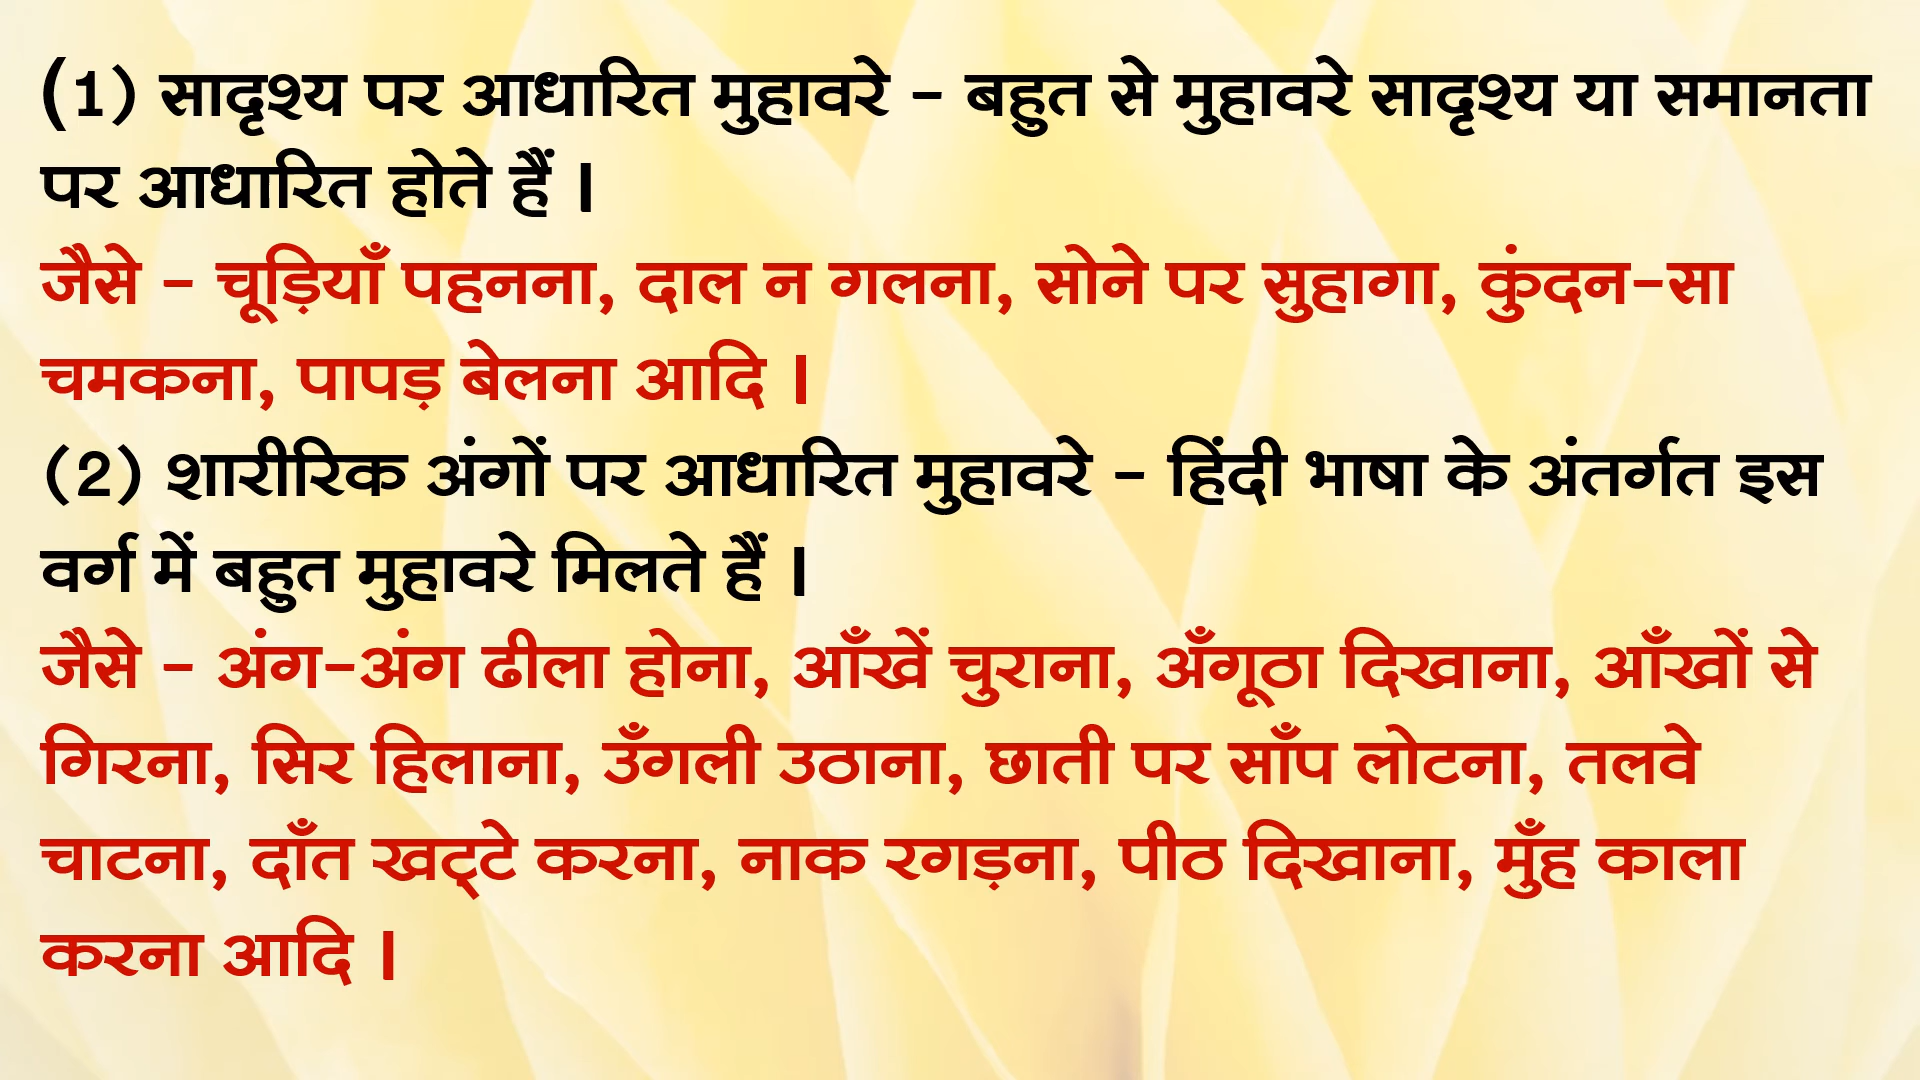 (1) सादृश्य पर आधारित मुहावरे - बहुत से मुहावरे सादृश्य या समानता
पर आधारित होते हैं ।
जैसे - चूड़ियाँ पहनना, दाल न गलना, सोने पर सुहागा, कुंदन-सा
चमकना, पापड़ बेलना आदि ।
(2) शारीरिक अंगों पर आधारित मुहावरे - हिंदी भाषा के अंतर्गत इस
वर्ग में बहुत मुहावरे मिलते हैं ।
जैसे - अंग-अंग ढीला होना, आँखें चुराना, अँगूठा दिखाना, आँखों से
गिरना, सिर हिलाना, उँगली उठाना, छाती पर साँप लोटना, तलवे
चाटना, दाँत खट्टे करना, नाक रगड़ना, पीठ दिखाना, मुँह काला
करना आदि ।